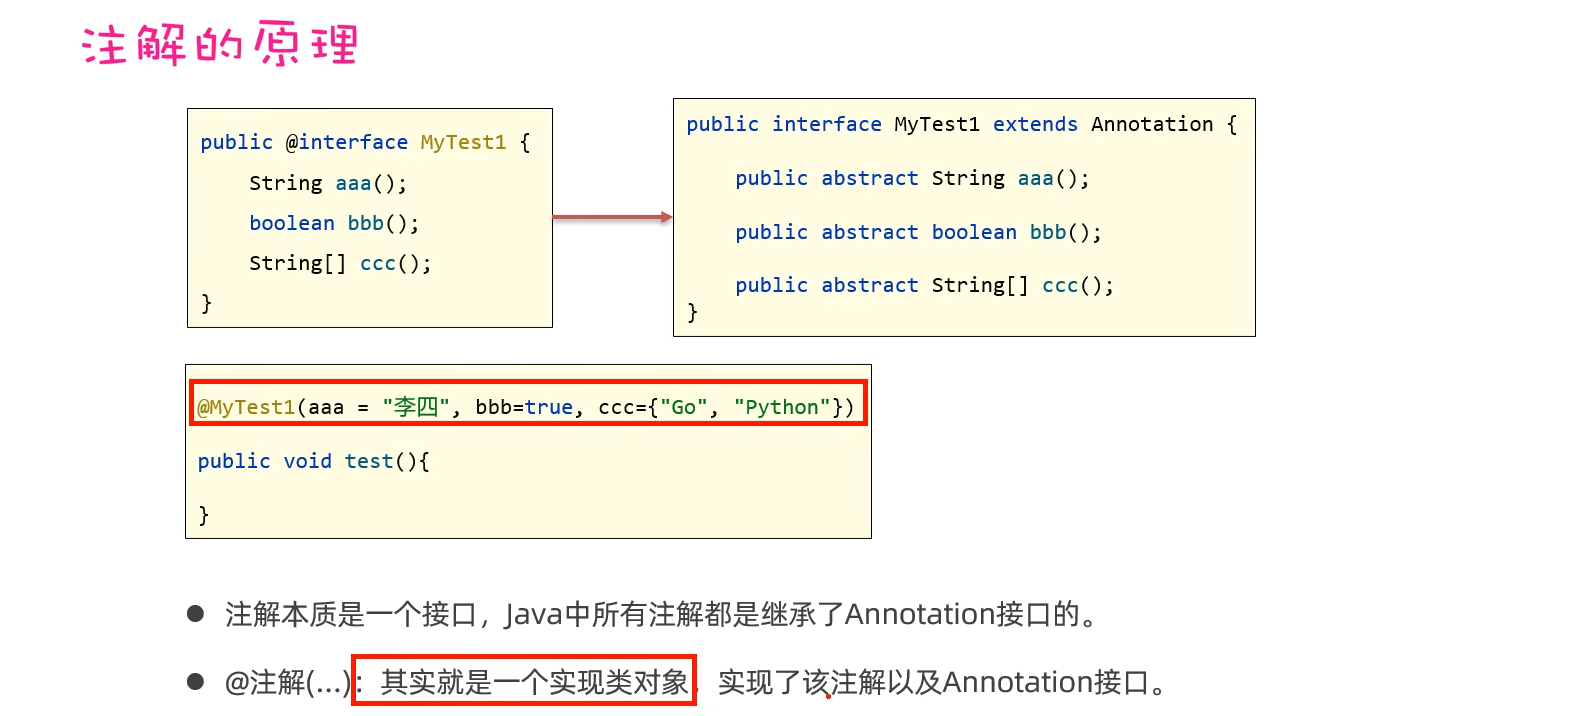 注解的原理
public @interface MyTest1 {
String aaa();
boolean bbb();
String[] ccc();
}
public interface MyTest1 extends Annotation {
public abstract String aaa();
public abstract boolean bbb();
public abstract String[] ccc();
}
@MyTest1(aaa = "李四", bbb=true, ccc={"Go", "Python"})
public void test(){
}
● 注解本质是一个接口，Java中所有注解都是继承了Annotation接口的。
● @注解(…)：其实就是一个实现类对象，实现了该注解以及Annotation接口。